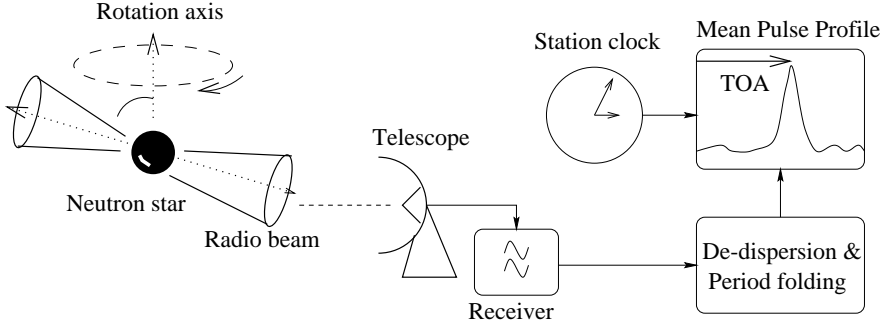 Rotation axis
Neutron star
Radio beam
Telescope
Receiver
Station clock
Mean Pulse Profile
TOA
De-dispersion &
Period folding